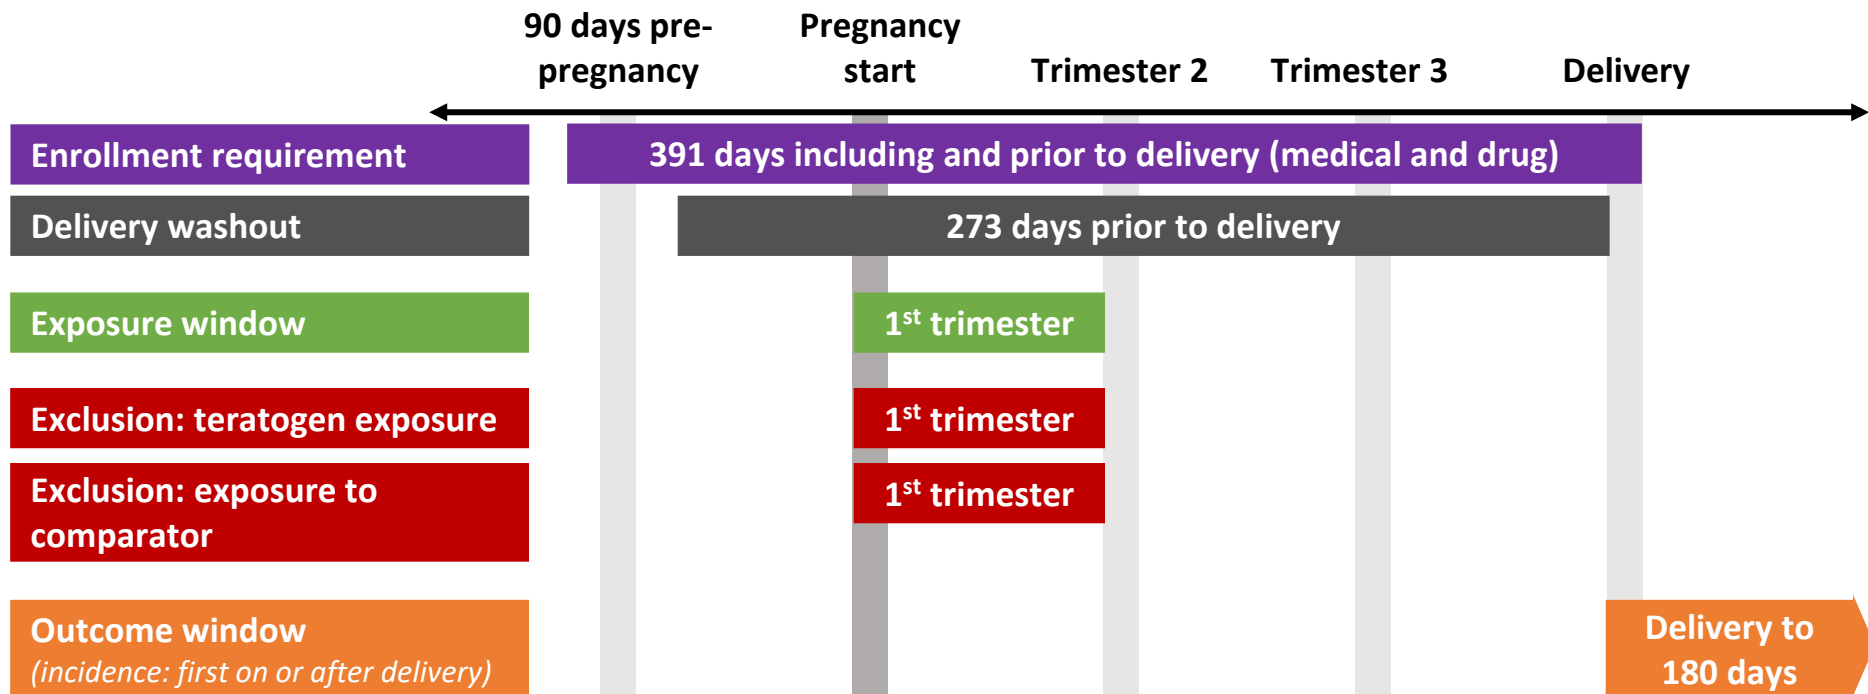 90 days pre-
pregnancy
Pregnancy
start
Trimester 2
Trimester 3
Delivery
Enrollment requirement
391 days including and prior to delivery (medical and drug)
Delivery washout
273 days prior to delivery
Exposure window
1st trimester
Exclusion: teratogen exposure
1st trimester
Exclusion: exposure to
comparator
1st trimester
Outcome window
(incidence: first on or after delivery)
Delivery to
180 days